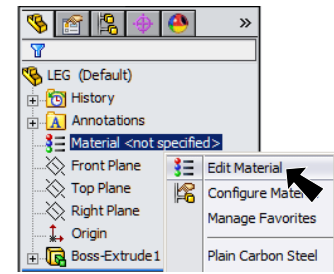 »
LEG (Default)
History
Annotations
Material <not specified>
Front Plane
Edit Material
Top Plane
Configure Mate
Right Plane
Manage Favorites
Origin
Boss-Extrude1
Plain Carbon Steel